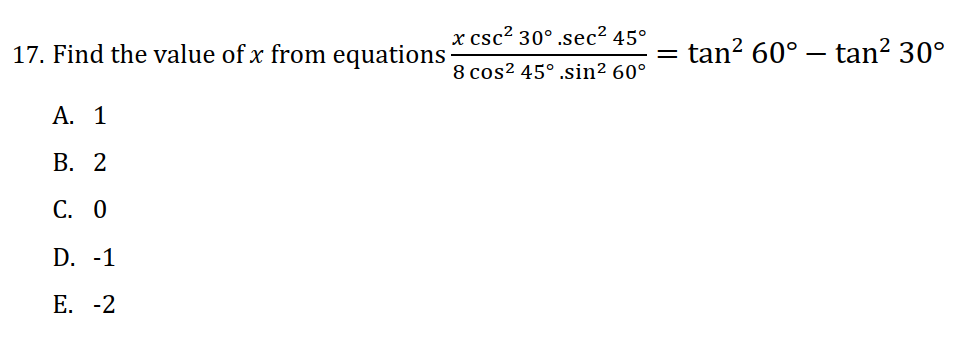 17. Find the value of x from equations x csc² 30° .sec² 45° / 8 cos² 45° .sin² 60° = tan² 60° – tan² 30°
A. 1
B. 2
C. 0
D. -1
E. -2